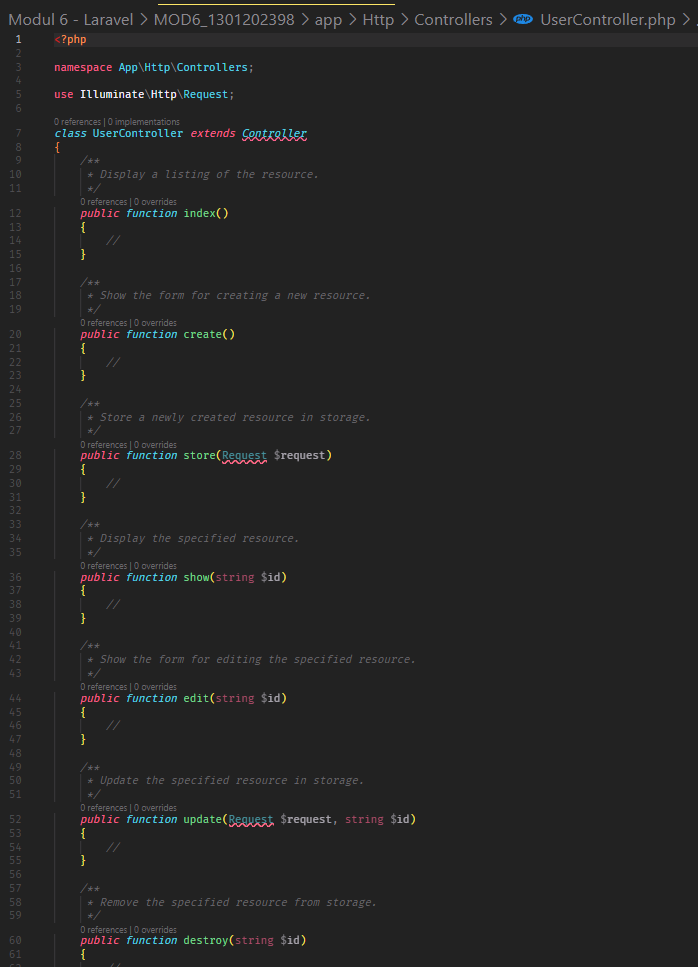 Modul 6 - Laravel > MOD6_1301202398 > app > Http > Controllers > php UserController.php >
1 <?php
2
3 namespace App\Http\Controllers;
4
5 use Illuminate\Http\Request;
6
0 references | 0 implementations
7 class UserController extends Controller
8 {
9 /**
10 * Display a listing of the resource.
11 */
0 references | 0 overrides
12 public function index()
13 {
14 //
15 }
16
17 /**
18 * Show the form for creating a new resource.
19 */
0 references | 0 overrides
20 public function create()
21 {
22 //
23 }
24
25 /**
26 * Store a newly created resource in storage.
27 */
0 references | 0 overrides
28 public function store(Request $request)
29 {
30 //
31 }
32
33 /**
34 * Display the specified resource.
35 */
0 references | 0 overrides
36 public function show(string $id)
37 {
38 //
39 }
40
41 /**
42 * Show the form for editing the specified resource.
43 */
0 references | 0 overrides
44 public function edit(string $id)
45 {
46 //
47 }
48
49 /**
50 * Update the specified resource in storage.
51 */
0 references | 0 overrides
52 public function update(Request $request, string $id)
53 {
54 //
55 }
56
57 /**
58 * Remove the specified resource from storage.
59 */
0 references | 0 overrides
60 public function destroy(string $id)
61 {